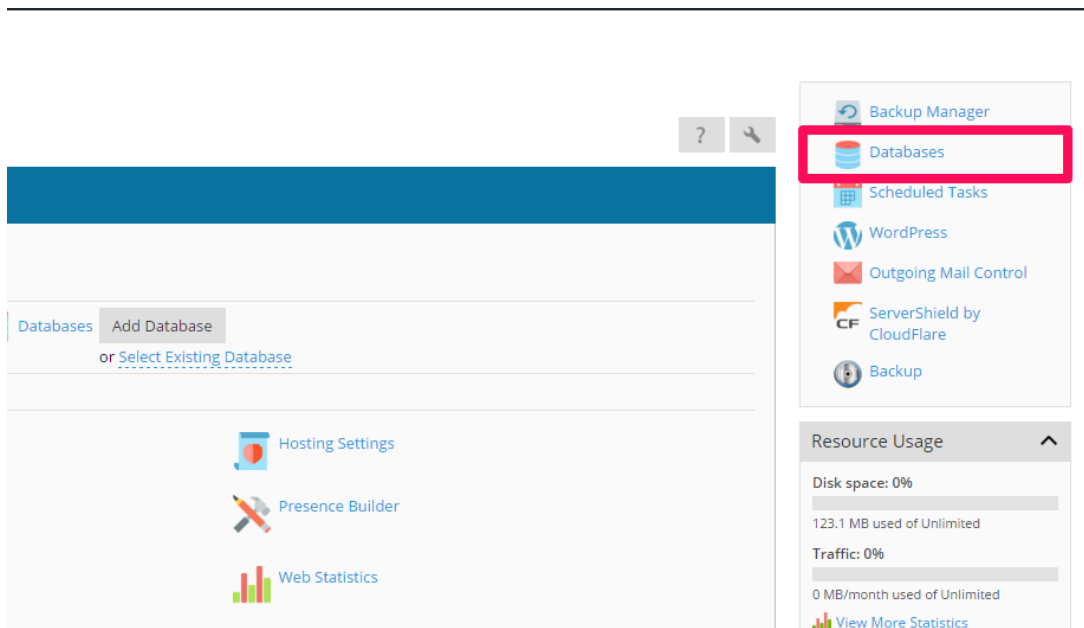 ?
Backup Manager
Databases
Scheduled Tasks
WordPress
Outgoing Mail Control
CF
ServerShield by
CloudFlare
Backup
Databases
Add Database
or Select Existing Database
Hosting Settings
Presence Builder
Web Statistics
Resource Usage
Disk space: 0%
123.1 MB used of Unlimited
Traffic: 0%
0 MB/month used of Unlimited
View More Statistics